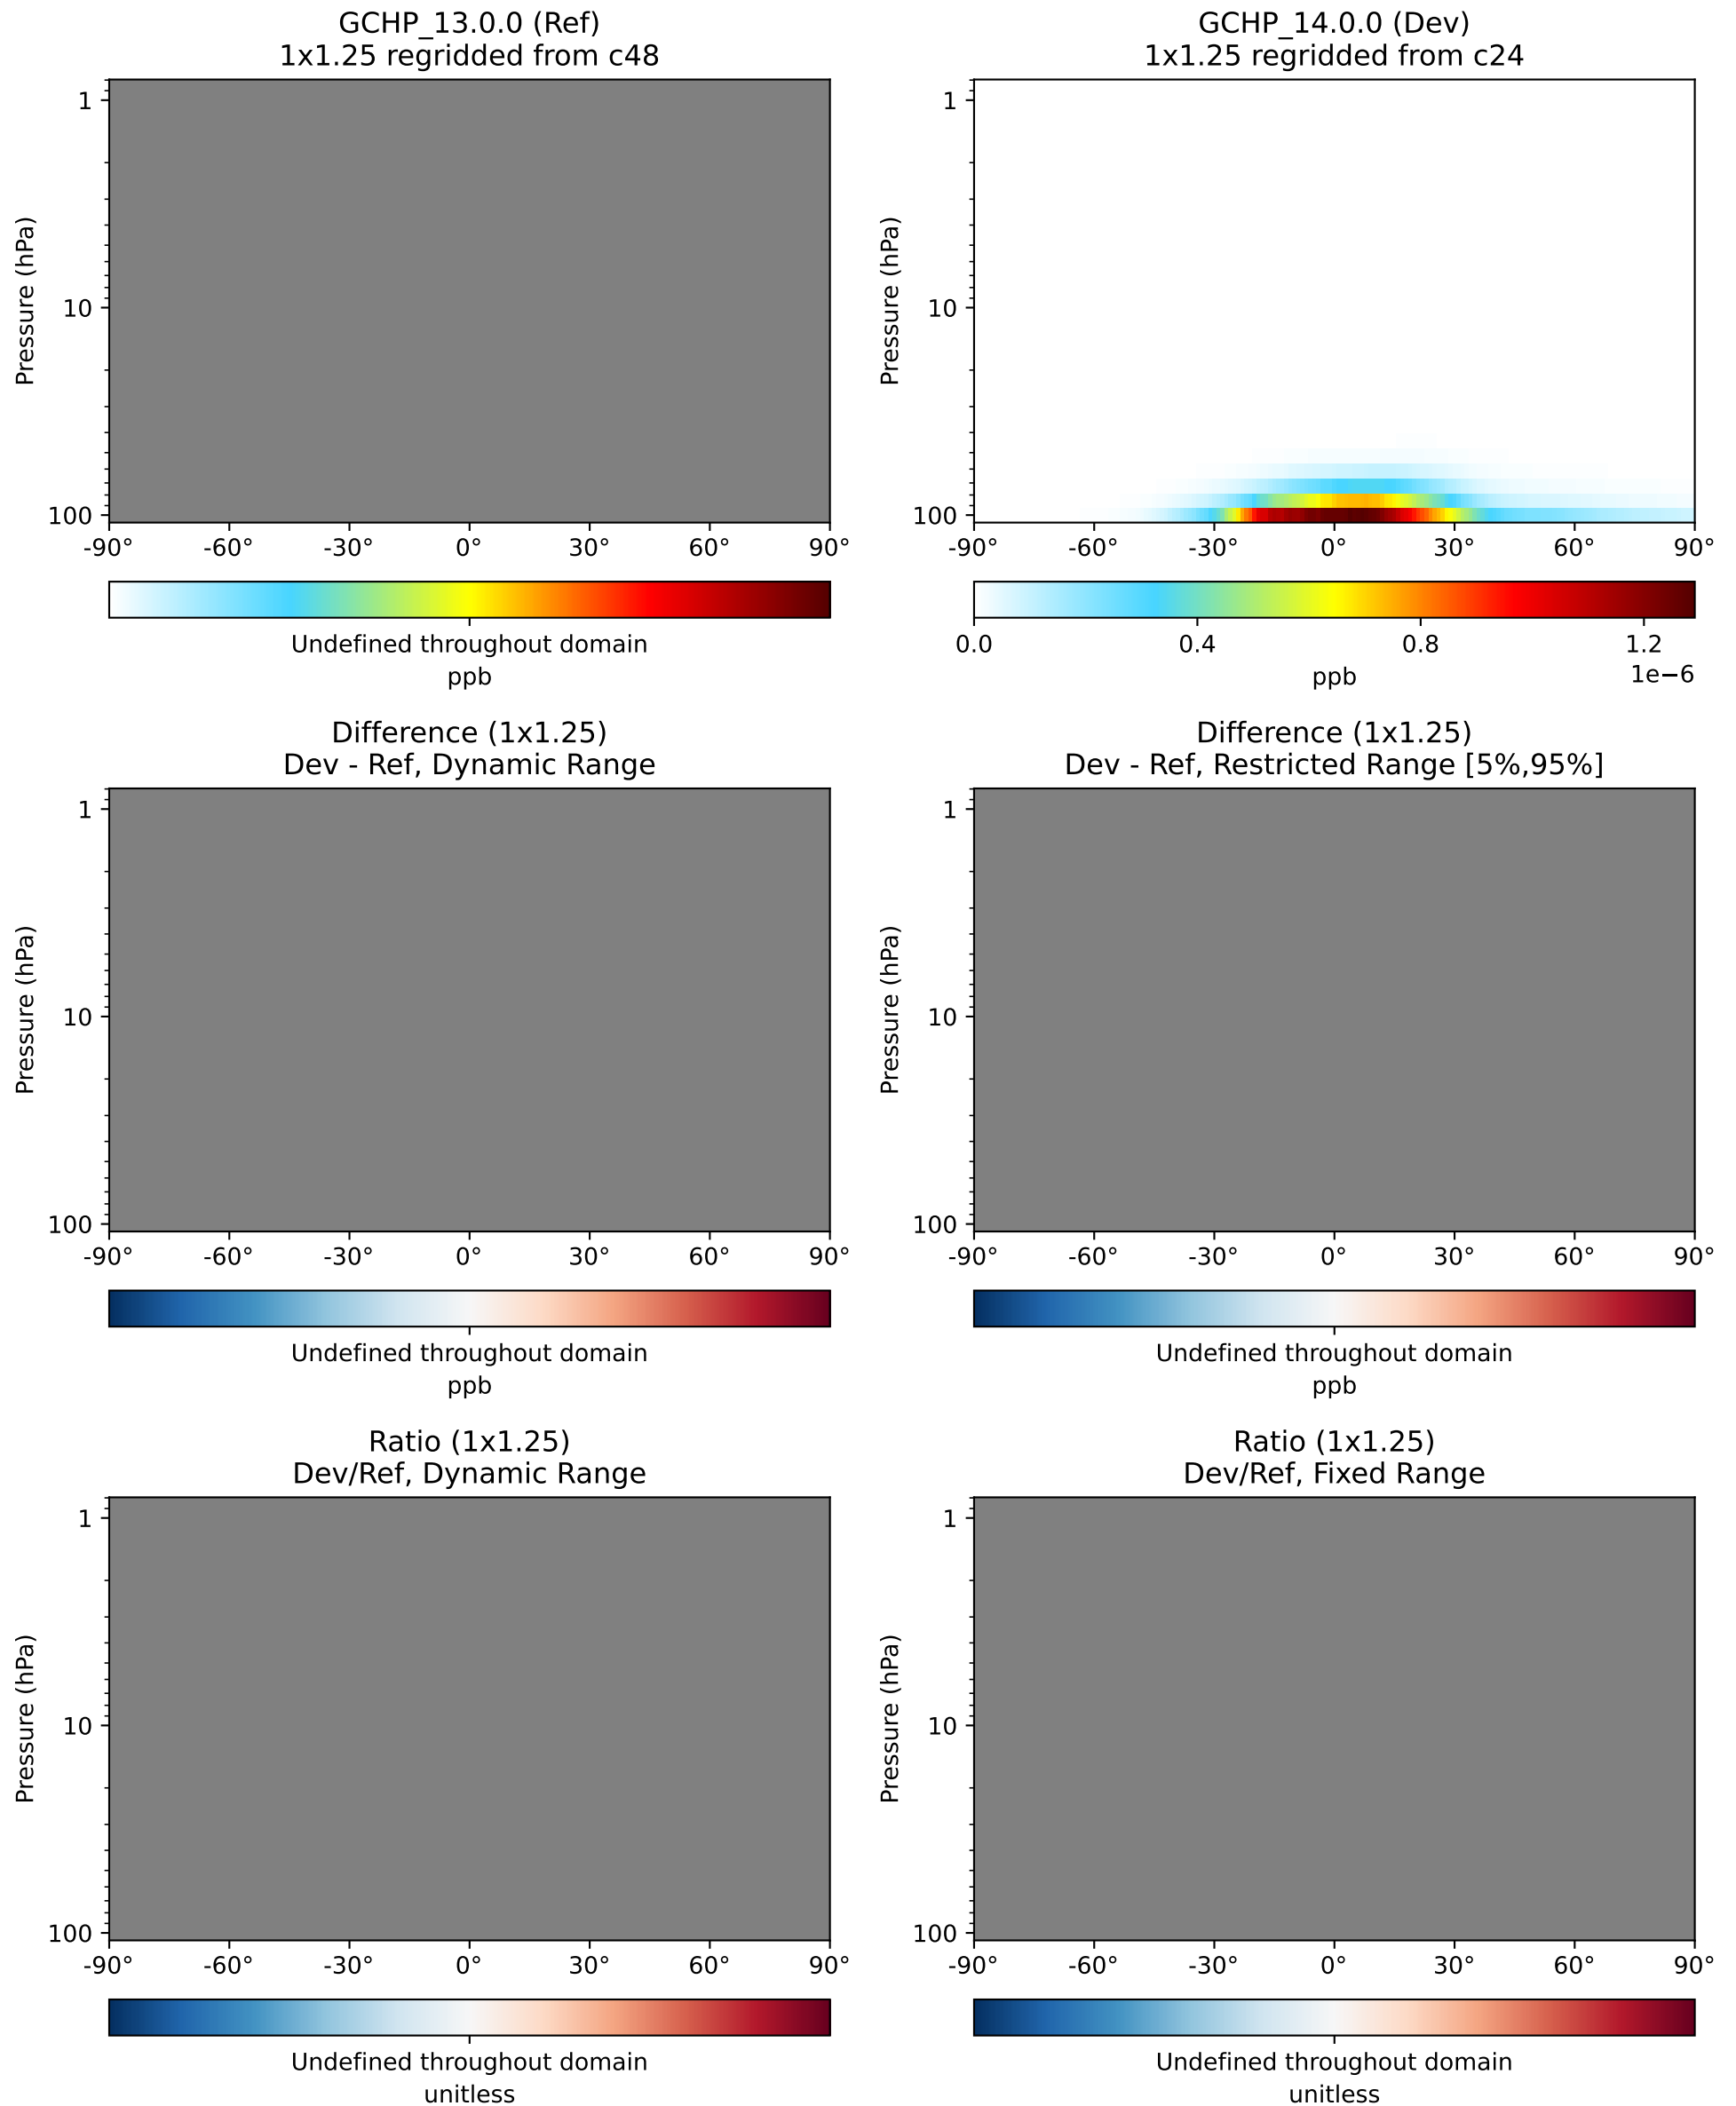 GCHP_13.0.0 (Ref)
1x1.25 regridded from c48
1
10
100
Pressure (hPa)
-90° -60° -30° 0° 30° 60° 90°
Undefined throughout domain
ppb
GCHP_14.0.0 (Dev)
1x1.25 regridded from c24
1
10
100
Pressure (hPa)
-90° -60° -30° 0° 30° 60° 90°
0.0 0.4 0.8 1.2
1e−6
ppb
Difference (1x1.25)
Dev - Ref, Dynamic Range
1
10
100
Pressure (hPa)
-90° -60° -30° 0° 30° 60° 90°
Undefined throughout domain
ppb
Difference (1x1.25)
Dev - Ref, Restricted Range [5%,95%]
1
10
100
Pressure (hPa)
-90° -60° -30° 0° 30° 60° 90°
Undefined throughout domain
ppb
Ratio (1x1.25)
Dev/Ref, Dynamic Range
1
10
100
Pressure (hPa)
-90° -60° -30° 0° 30° 60° 90°
Undefined throughout domain
unitless
Ratio (1x1.25)
Dev/Ref, Fixed Range
1
10
100
Pressure (hPa)
-90° -60° -30° 0° 30° 60° 90°
Undefined throughout domain
unitless